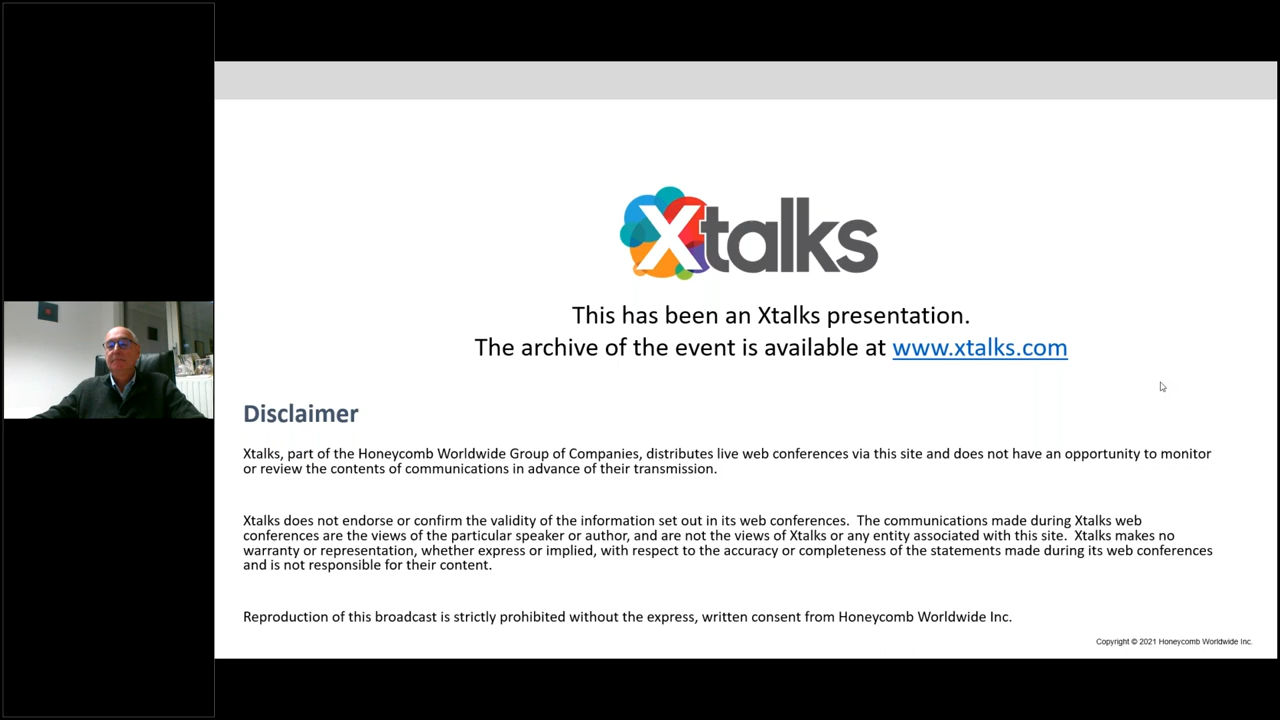 Xtalks
This has been an Xtalks presentation.
The archive of the event is available at www.xtalks.com
Disclaimer
Xtalks, part of the Honeycomb Worldwide Group of Companies, distributes live web conferences via this site and does not have an opportunity to monitor
or review the contents of communications in advance of their transmission.
Xtalks does not endorse or confirm the validity of the information set out in its web conferences.  The communications made during Xtalks web
conferences are the views of the particular speaker or author, and are not the views of Xtalks or any entity associated with this site.  Xtalks makes no
warranty or representation, whether express or implied, with respect to the accuracy or completeness of the statements made during its web conferences
and is not responsible for their content.
Reproduction of this broadcast is strictly prohibited without the express, written consent from Honeycomb Worldwide Inc.
Copyright © 2021 Honeycomb Worldwide Inc.